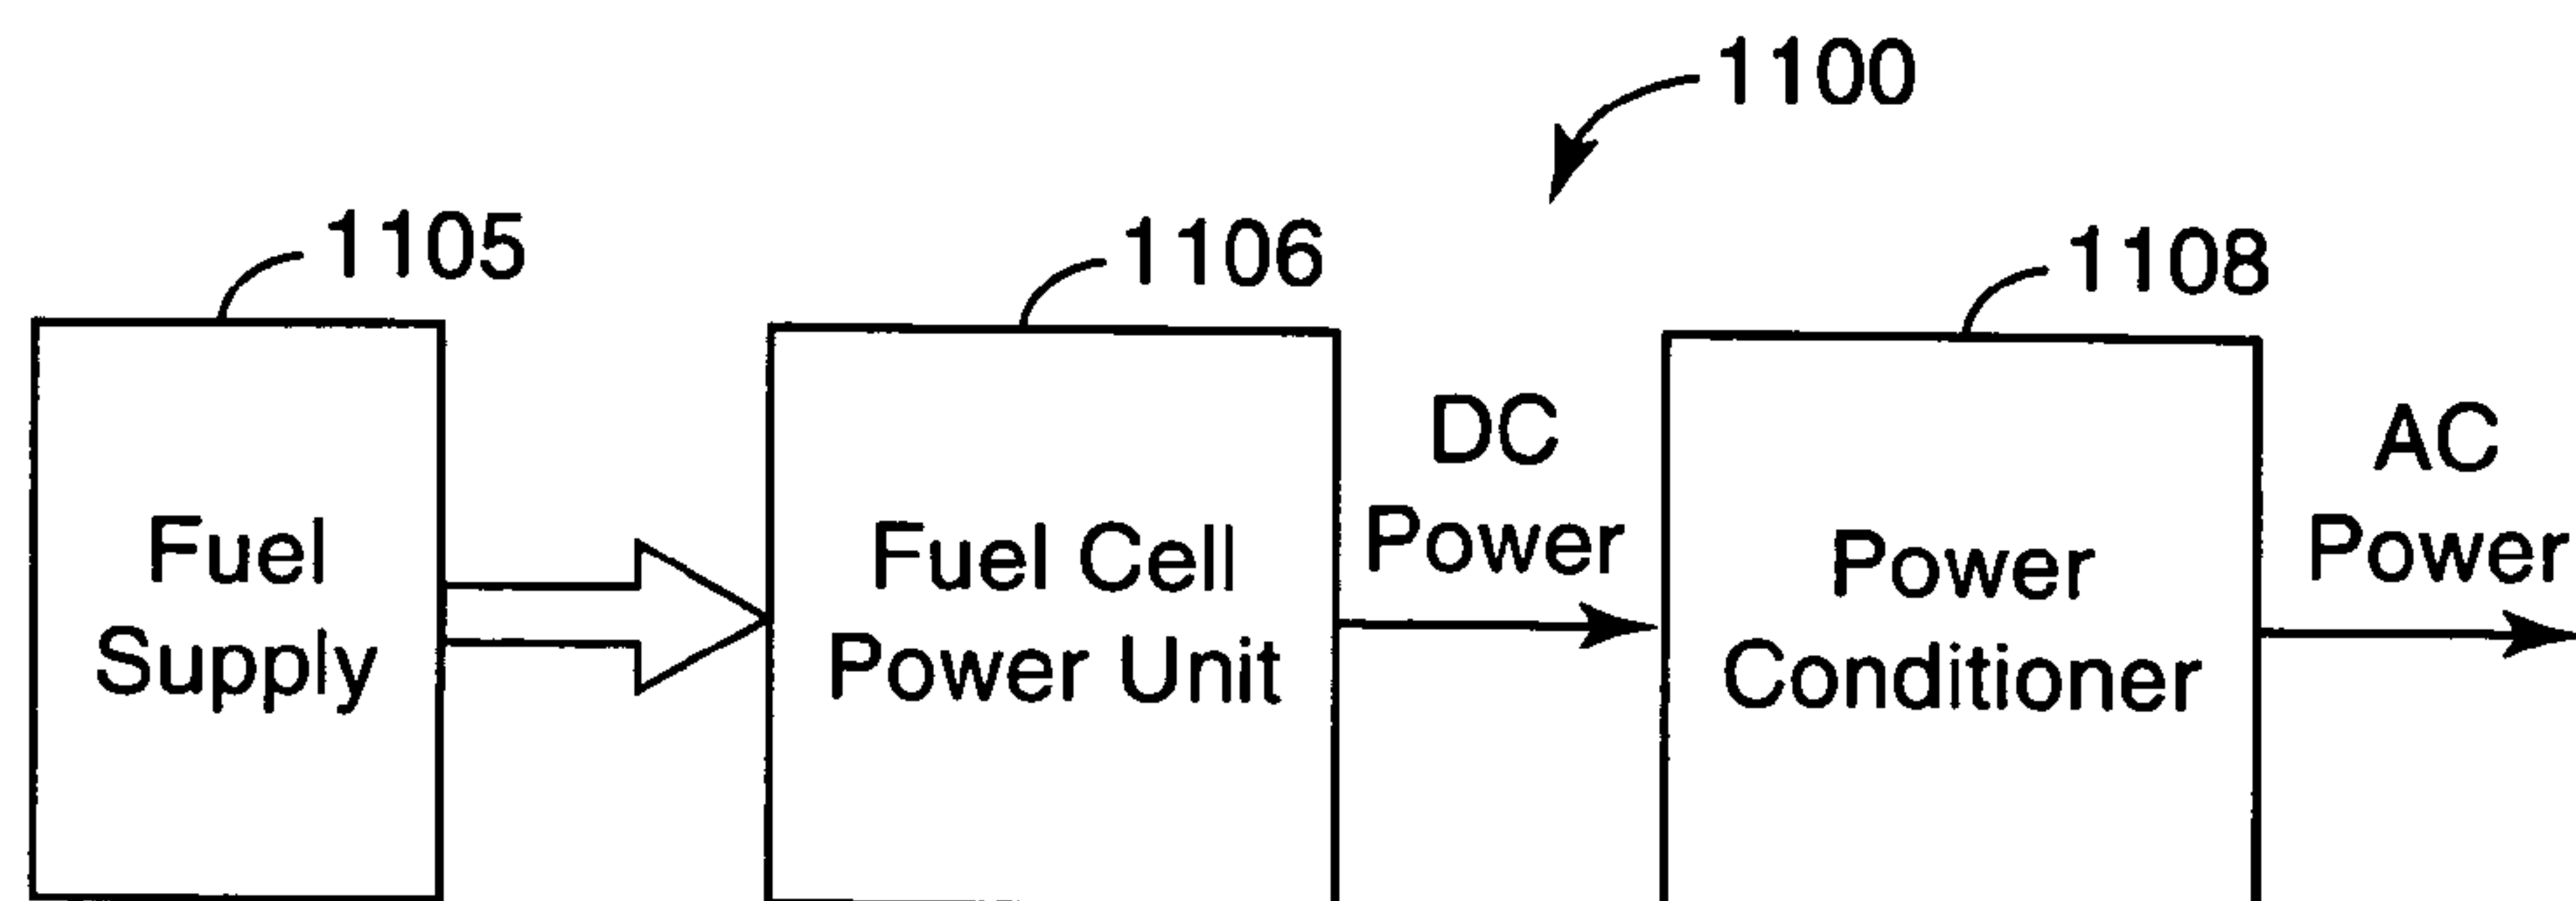 1100
1105
1106
1108
Fuel
Supply
Fuel Cell
Power Unit
DC
Power
Power
Conditioner
AC
Power